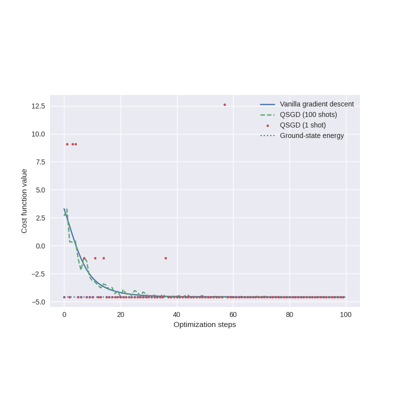 12.5
10.0
7.5
5.0
2.5
0.0
−2.5
−5.0
Cost function value
0
20
40
60
80
100
Optimization steps
Vanilla gradient descent
QSGD (100 shots)
QSGD (1 shot)
Ground-state energy